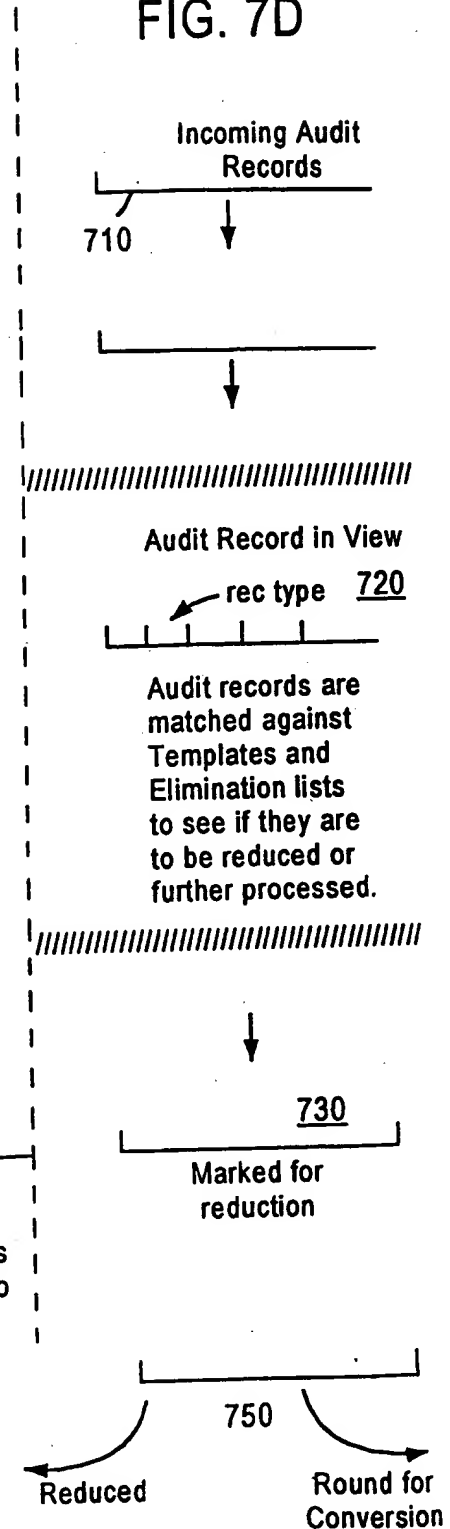 FIG. 7D
Incoming Audit
Records
710
Audit Record in View
rec type 720
Audit records are
matched against
Templates and
Elimination lists
to see if they are
to be reduced or
further processed.
730
Marked for
reduction
s
o
750
Reduced
Round for
Conversion